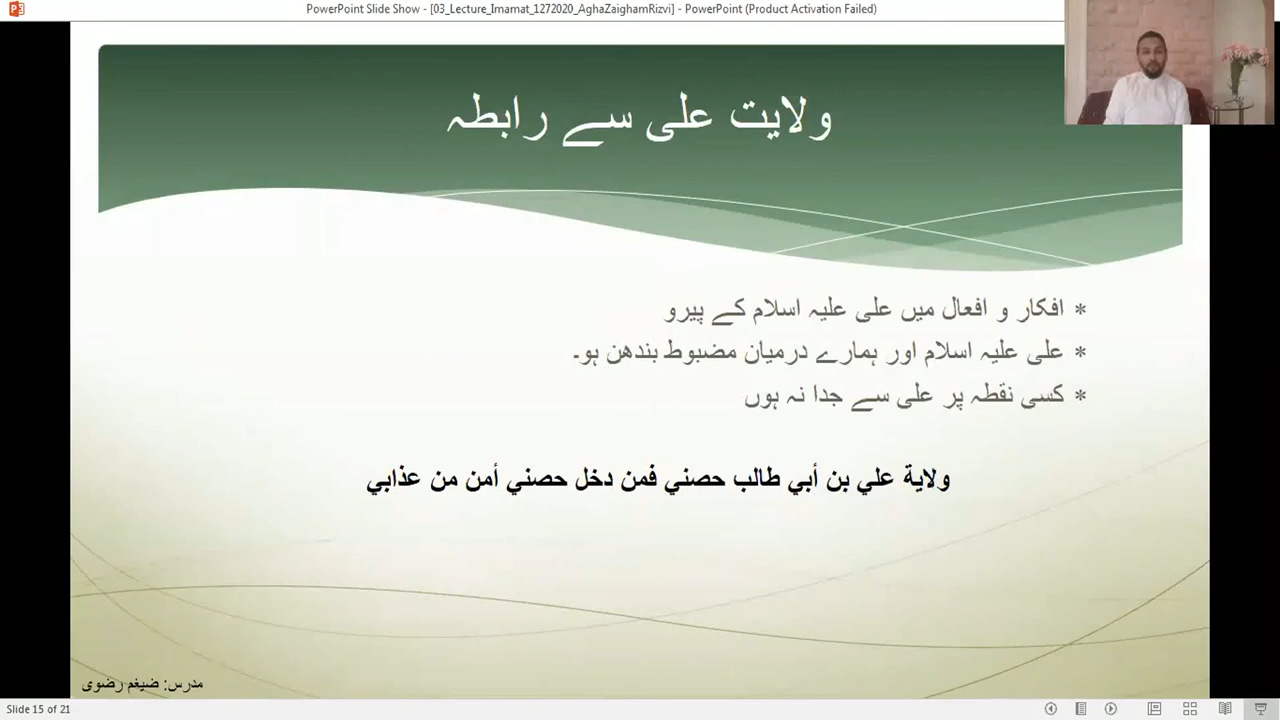 PowerPoint Slide Show - [03_Lecture_Imamat_1272020_AghaZaighamRizvi] - PowerPoint (Product Activation Failed)
ولایت علی سے رابطہ
* افکار و افعال میں علی علیہ اسلام کے پیرو
* علی علیہ اسلام اور ہمارے درمیان مضبوط بندھن ہو۔
* کسی نقطہ پر علی سے جدا نہ ہوں
ولاية علي بن أبي طالب حصني فمن دخل حصني أمن من عذابي
مدرس: ضیغم رضوی
Slide 15 of 21